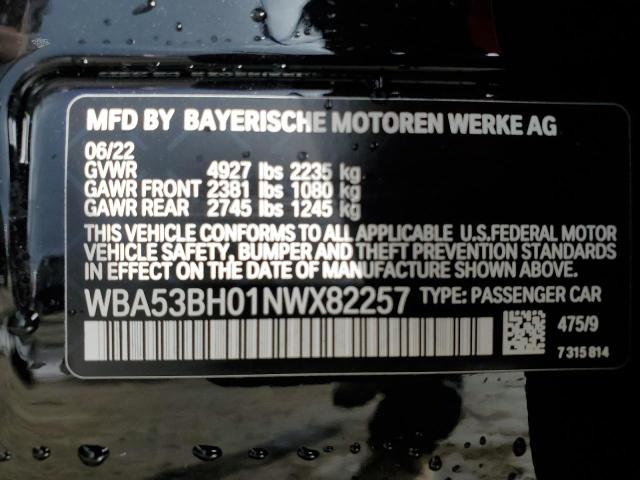 MFD BY BAYERISCHE MOTOREN WERKE AG
06/22
GVWR 4927 lbs 2235 kg
GAWR FRONT 2381 lbs 1080 kg
GAWR REAR 2745 lbs 1245 kg
THIS VEHICLE CONFORMS TO ALL APPLICABLE U.S.FEDERAL MOTOR
VEHICLE SAFETY, BUMPER AND THEFT PREVENTION STANDARDS
IN EFFECT ON THE DATE OF MANUFACTURE SHOWN ABOVE.
WBA53BH01NWX82257 TYPE: PASSENGER CAR
475/9
7 315 814